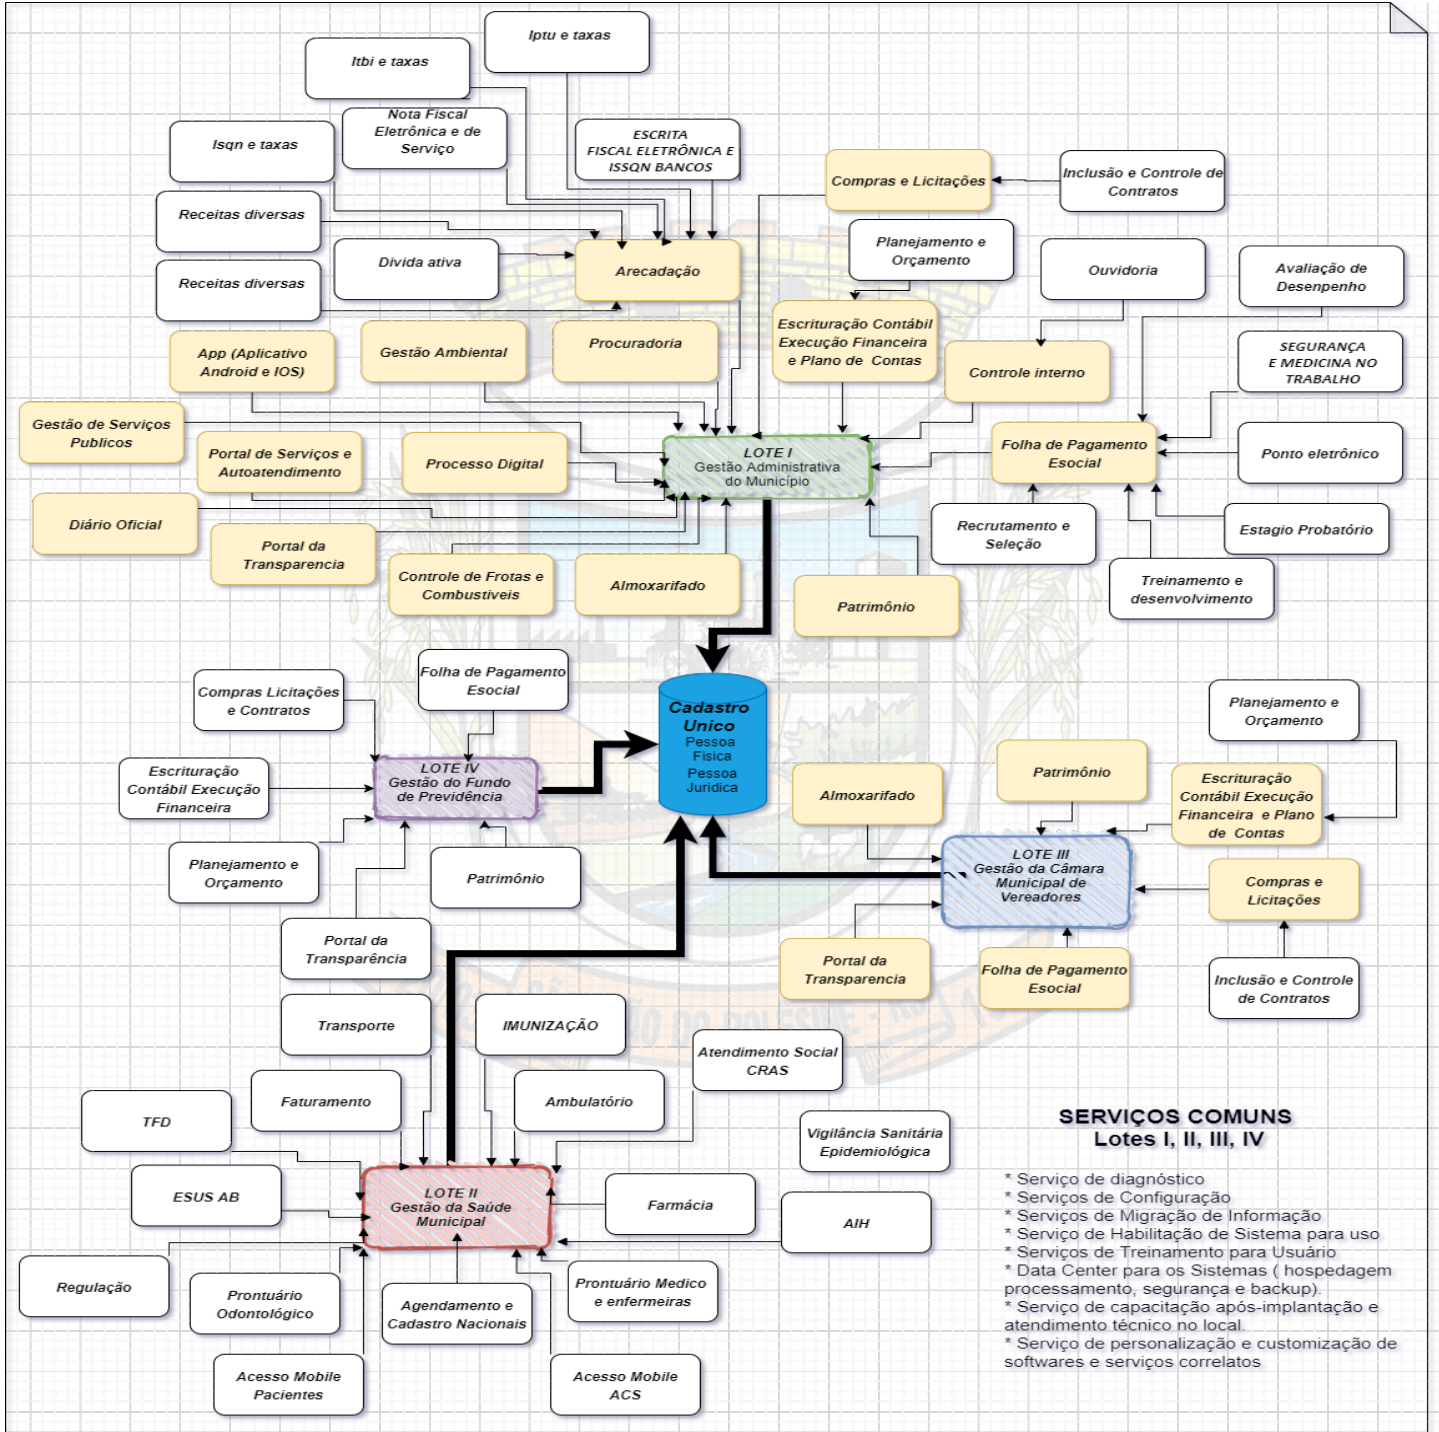 Iptu e taxas
Itbi e taxas
Nota Fiscal
Eletrônica e de
Serviço
ESCRITA
FISCAL ELETRÔNICA E
ISSQN BANCOS
Isqn e taxas
Compras e Licitações
Inclusão e Controle de
Contratos
Receitas diversas
Divida ativa
Arecadação
Planejamento e
Orçamento
Ouvidoria
Avaliação de
Desenpenho
Receitas diversas
App (Aplicativo
Android e IOS)
Gestão Ambiental
Procuradoria
Escrituração Contábil
Execução Financeira
e Plano de Contas
Controle interno
SEGURANÇA
E MEDICINA NO
TRABALHO
Gestão de Serviços
Publicos
Portal de Serviços e
Autoatendimento
Processo Digital
LOTE I
Gestão Administrativa
do Município
Folha de Pagamento
Esocial
Ponto eletrônico
Diário Oficial
Portal da
Transparencia
Controle de Frotas e
Combustíveis
Almoxarifado
Patrimônio
Recrutamento e
Seleção
Estagio Probatório
Treinamento e
desenvolvimento
Compras Licitações
e Contratos
Folha de Pagamento
Esocial
Cadastro
Unico
Pessoa
Fisica
Pessoa
Juridica
Planejamento e
Orçamento
Escrituração
Contábil Execução
Financeira
LOTE IV
Gestão do Fundo
de Previdência
Almoxarifado
Patrimônio
Escrituração
Contábil Execução
Financeira e Plano
de Contas
Planejamento e
Orçamento
Patrimônio
LOTE III
Gestão da Câmara
Municipal de
Vereadores
Compras e
Licitações
Portal da
Transparência
Portal da
Transparencia
Folha de Pagamento
Esocial
Inclusão e Controle
de Contratos
Transporte
IMUNIZAÇÃO
Atendimento Social
CRAS
TFD
Faturamento
Ambulatório
Vigilância Sanitária
Epidemiológica
ESUS AB
LOTE II
Gestão da Saúde
Municipal
Farmácia
AIH
Regulação
Prontuário
Odontológico
Agendamento e
Cadastro Nacionais
Prontuário Medico
e enfermeiras
Acesso Mobile
Pacientes
Acesso Mobile
ACS
SERVIÇOS COMUNS
Lotes I, II, III, IV
* Serviço de diagnóstico
* Serviços de Configuração
* Serviços de Migração de Informação
* Serviço de Habilitação de Sistema para uso
* Serviços de Treinamento para Usuário
* Data Center para os Sistemas ( hospedagem
processamento, segurança e backup).
* Serviço de capacitação após-implantação e
atendimento técnico no local.
* Serviço de personalização e customização de
softwares e serviços correlatos